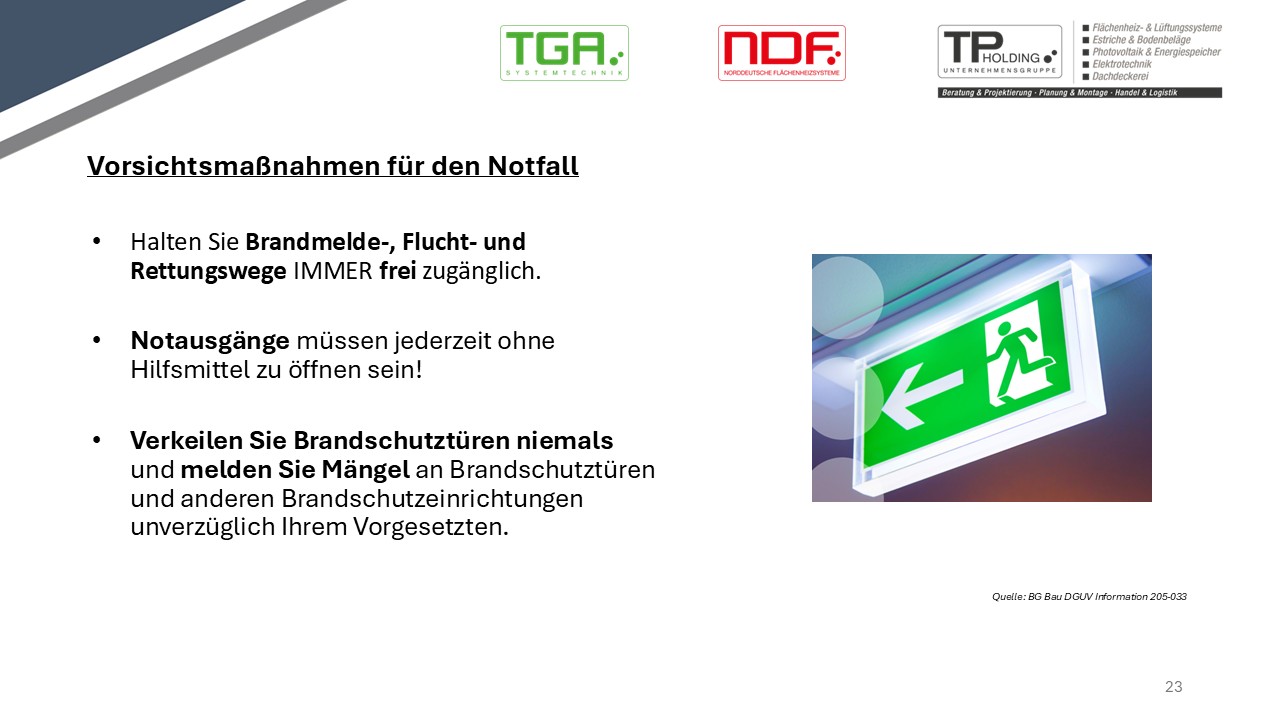 TGA
SYSTEMTECHNIK
NDF
NORDDEUTSCHE FLÄCHENHEIZSYSTEME
TP HOLDING
UNTERNEHMENSGRUPPE
Flächenheiz- & Lüftungssysteme
Estriche & Bodenbeläge
Photovoltaik & Energiespeicher
Elektrotechnik
Dachdeckerei
Beratung & Projektierung · Planung & Montage · Handel & Logistik
Vorsichtsmaßnahmen für den Notfall
• Halten Sie Brandmelde-, Flucht- und
Rettungswege IMMER frei zugänglich.
• Notausgänge müssen jederzeit ohne
Hilfsmittel zu öffnen sein!
• Verkeilen Sie Brandschutztüren niemals
und melden Sie Mängel an Brandschutztüren
und anderen Brandschutzeinrichtungen
unverzüglich Ihrem Vorgesetzten.
Quelle: BG Bau DGUV Information 205-033
23